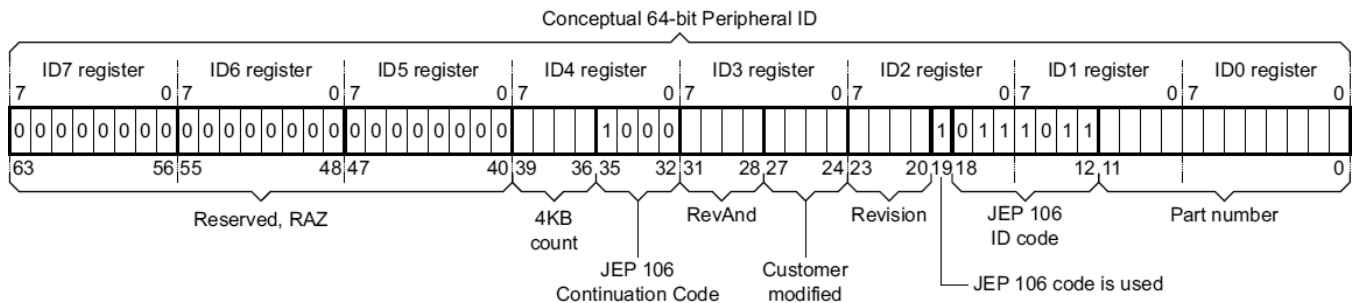 Conceptual 64-bit Peripheral ID
ID7 register ID6 register ID5 register ID4 register ID3 register ID2 register ID1 register ID0 register
7 0 7 0 7 0 7 0 7 0 7 0 7 0 7 0
0 0 0 0 0 0 0 0 0 0 0 0 0 0 0 0 0 0 0 0 0 0 0 0 1 0 0 0 1 0 1 1 1 0 1 1
63 56 55 48 47 40 39 36 35 32 31 28 27 24 23 20 19 18 12 11 0
Reserved, RAZ 4KB count RevAnd Revision JEP 106 ID code Part number
JEP 106 Continuation Code Customer modified JEP 106 code is used